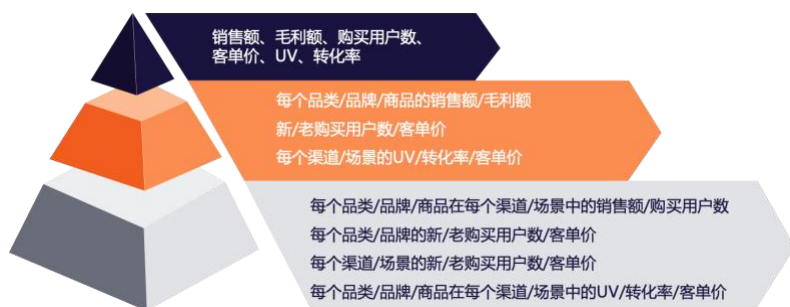 销售额、毛利额、购买用户数、
客单价、UV、转化率
每个品类/品牌/商品的销售额/毛利额
新/老购买用户数/客单价
每个渠道/场景的UV/转化率/客单价
每个品类/品牌/商品在每个渠道/场景中的销售额/购买用户数
每个品类/品牌的新/老购买用户数/客单价
每个渠道/场景的新/老购买用户数/客单价
每个品类/品牌/商品在每个渠道/场景中的UV/转化率/客单价